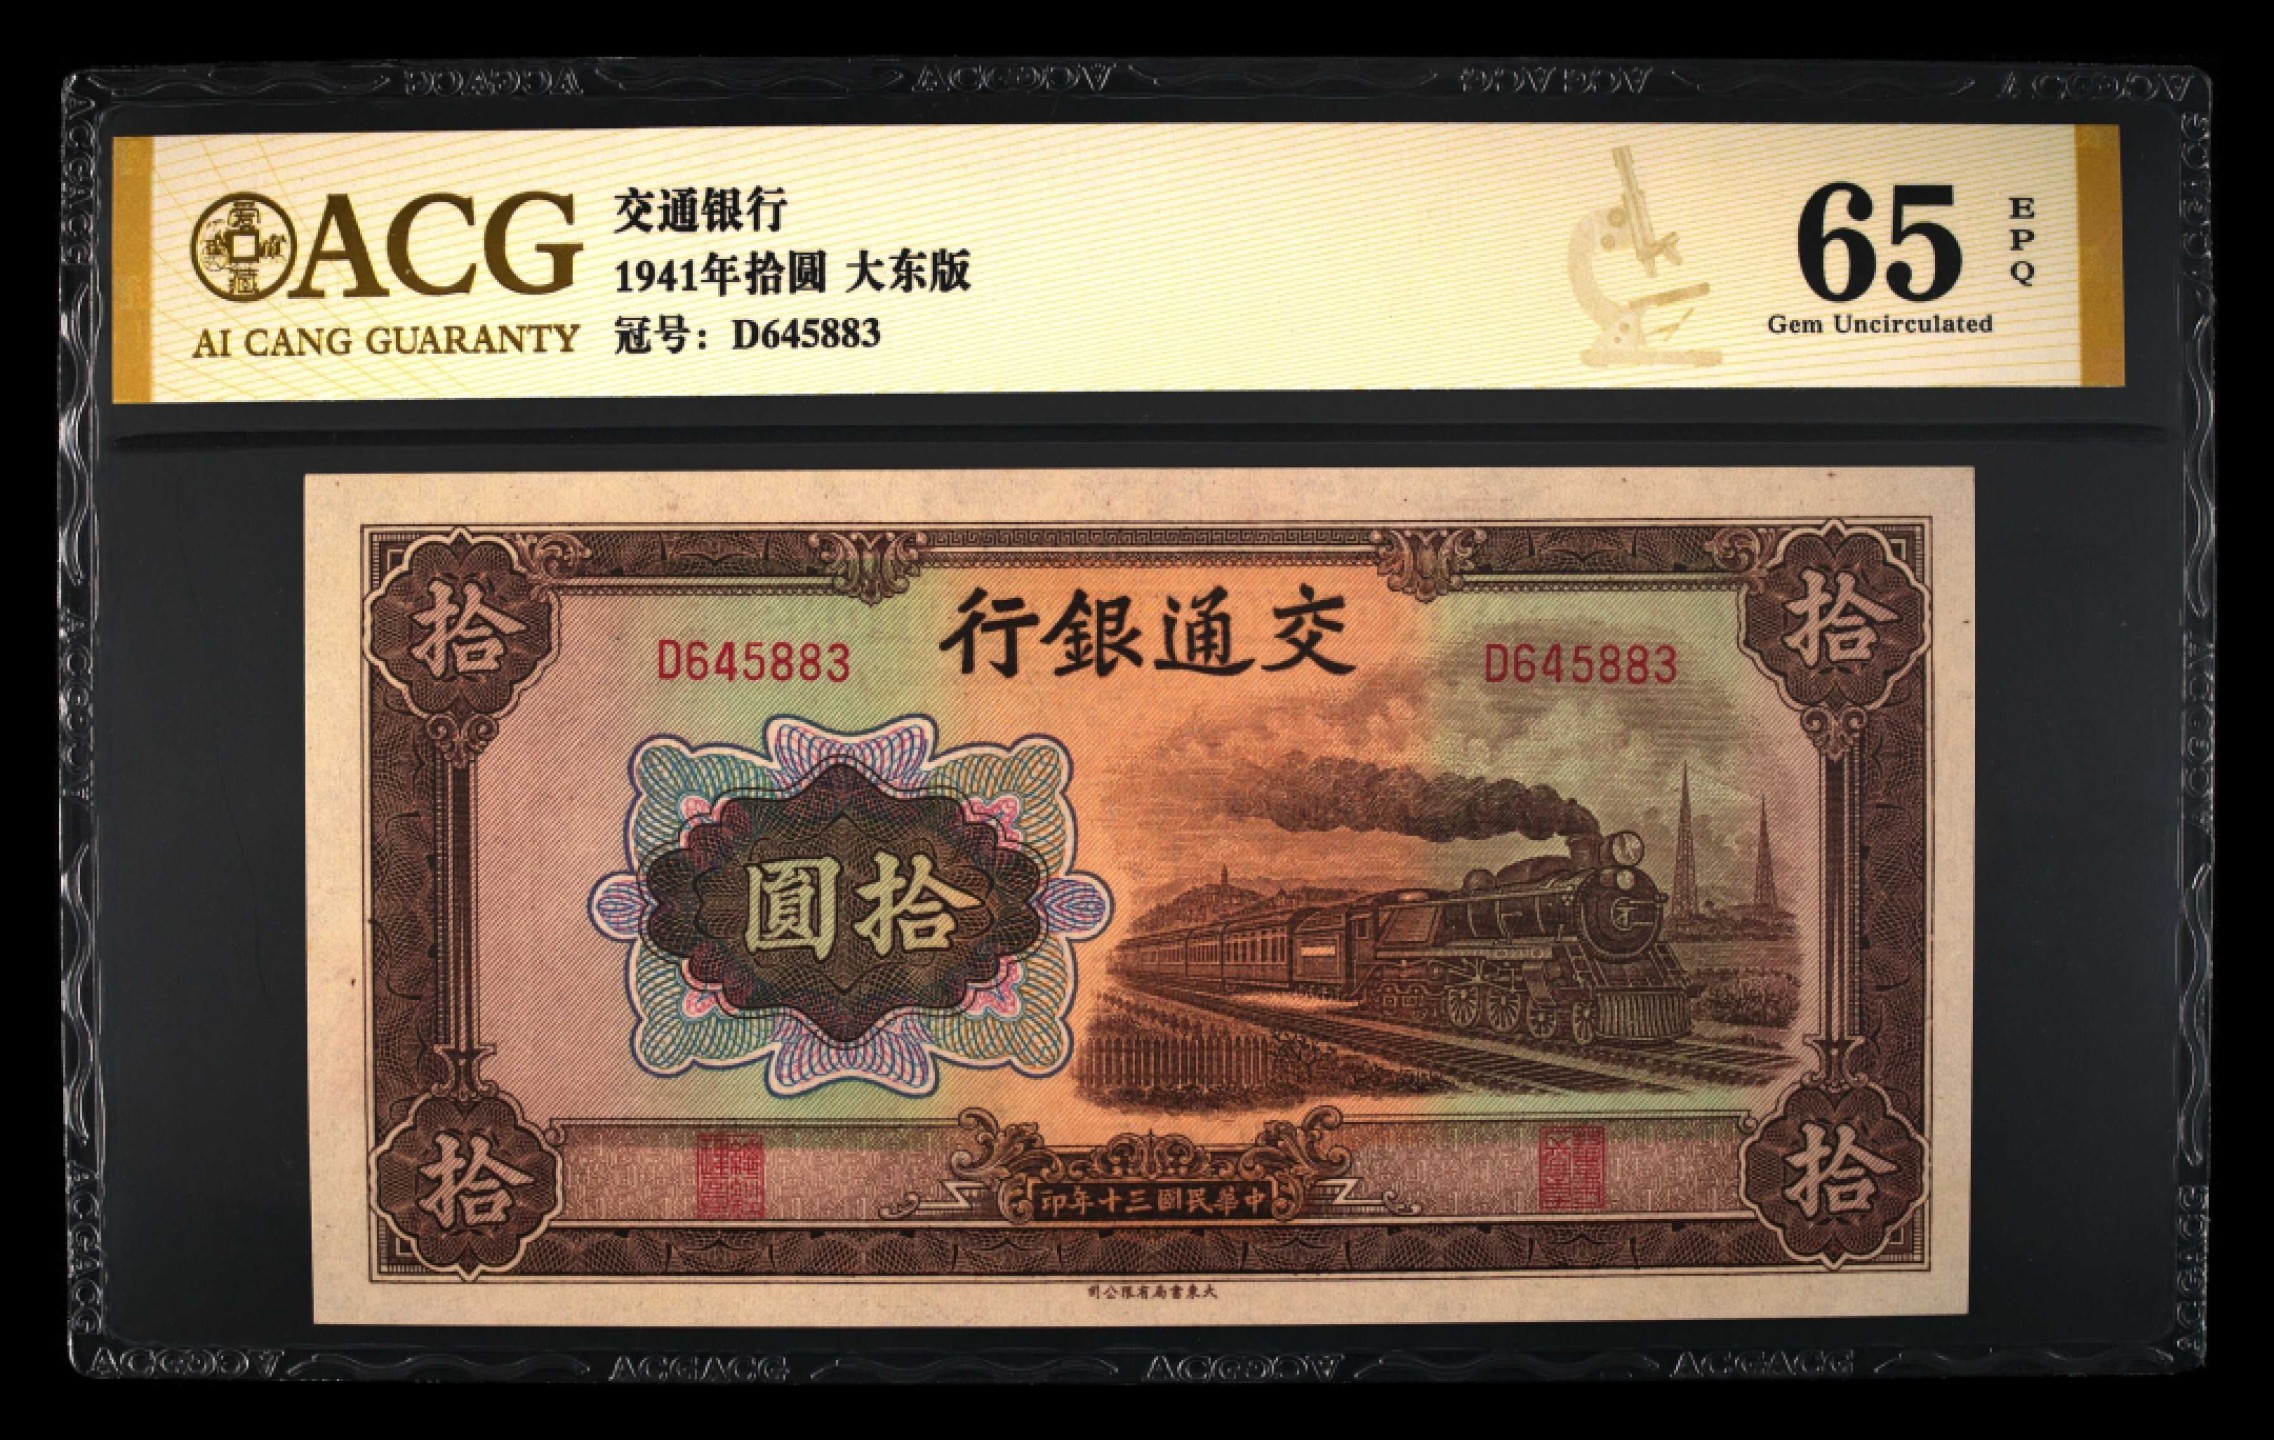 ACG
AI CANG GUARANTY
交通银行
1941年拾圆 大东版
冠号：D645883
65
EPQ
Gem Uncirculated
拾
拾
行銀通交
D645883
D645883
圓拾
拾
拾
印年十三國民華中
司公限有局書東大